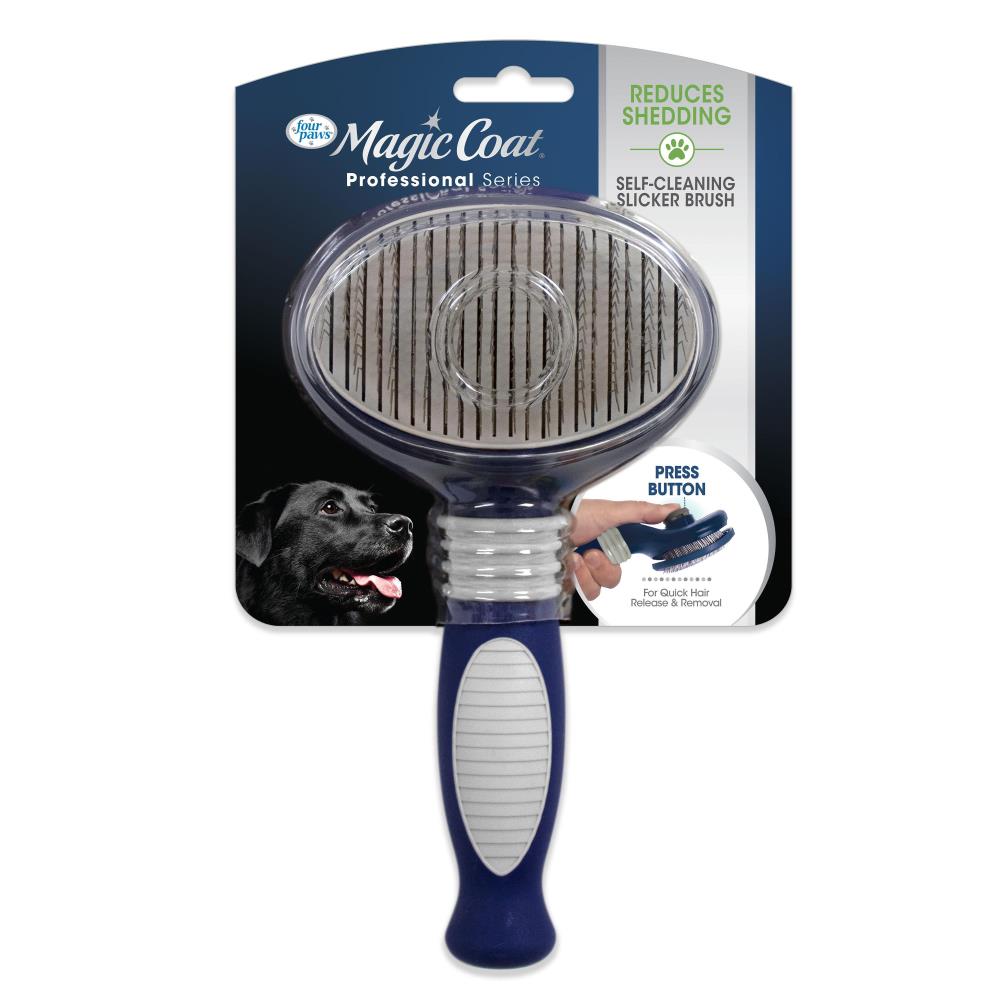 four
paws
Magic Coat®
Professional Series
REDUCES
SHEDDING
SELF-CLEANING
SLICKER BRUSH
PRESS
BUTTON
For Quick Hair
Release & Removal